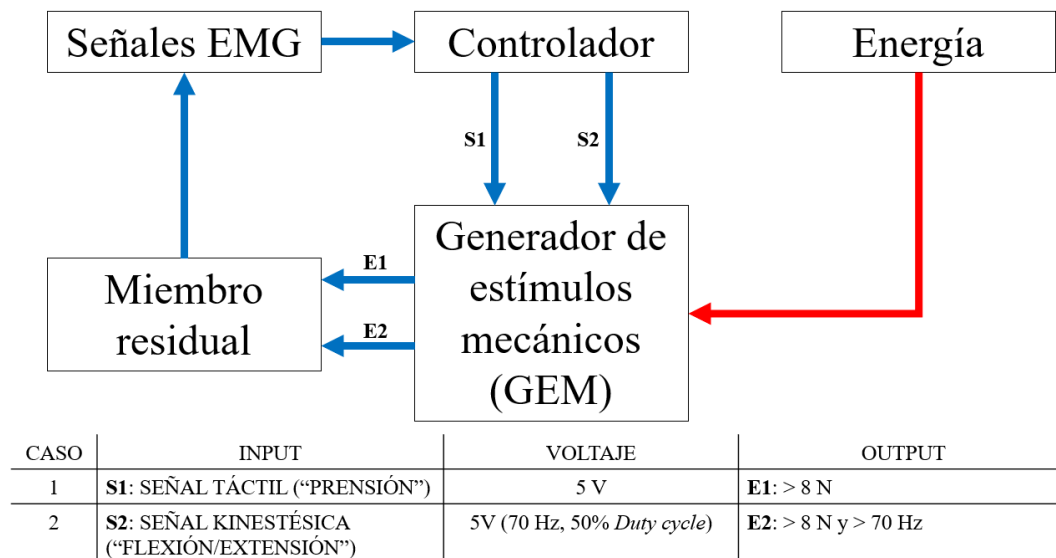 Señales EMG
Controlador
Energía
S1
S2
Generador de
estímulos
mecánicos
(GEM)
E1
E2
Miembro
residual
CASO INPUT VOLTAJE OUTPUT
1 S1: SEÑAL TÁCTIL (“PRENSIÓN”) 5 V E1: > 8 N
2 S2: SEÑAL KINESTÉSICA 5V (70 Hz, 50% Duty cycle) E2: > 8 N y > 70 Hz
(“FLEXIÓN/EXTENSIÓN”)